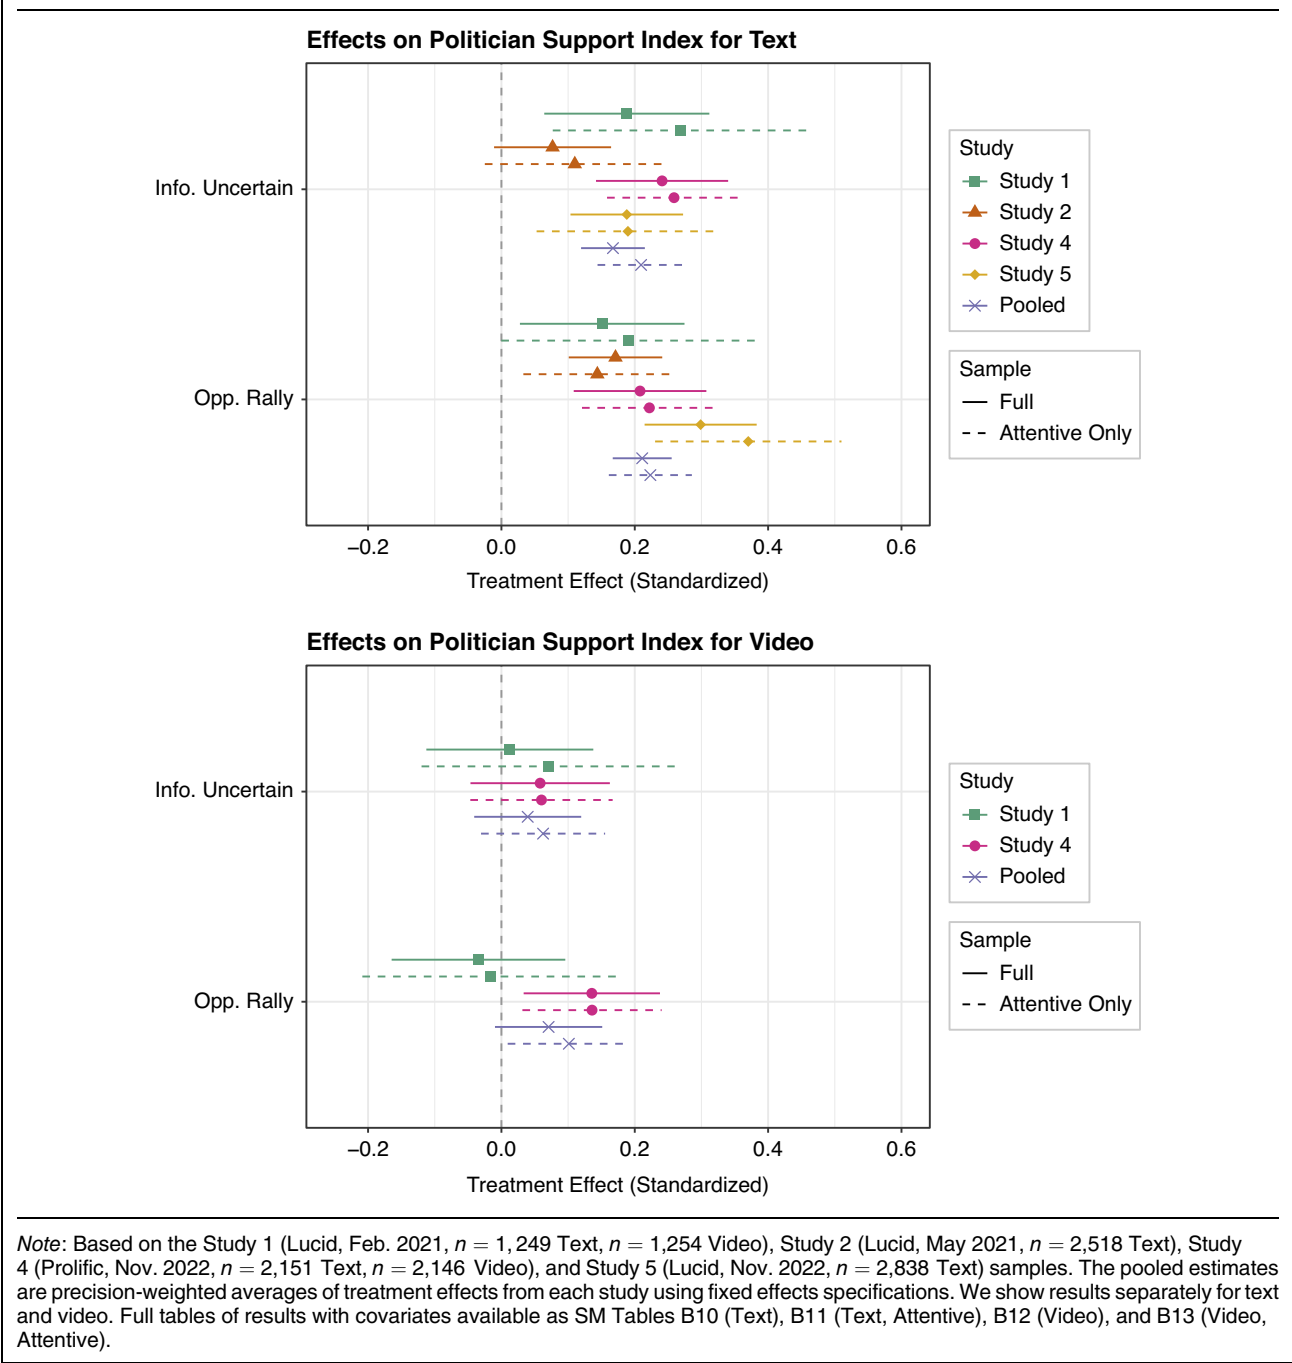 Effects on Politician Support Index for Text
Info. Uncertain
Opp. Rally
−0.2 0.0 0.2 0.4 0.6
Treatment Effect (Standardized)
Study
Study 1
Study 2
Study 4
Study 5
Pooled
Sample
Full
Attentive Only
Effects on Politician Support Index for Video
Info. Uncertain
Opp. Rally
−0.2 0.0 0.2 0.4 0.6
Treatment Effect (Standardized)
Study
Study 1
Study 4
Pooled
Sample
Full
Attentive Only
Note: Based on the Study 1 (Lucid, Feb. 2021, n = 1, 249 Text, n = 1,254 Video), Study 2 (Lucid, May 2021, n = 2,518 Text), Study
4 (Prolific, Nov. 2022, n = 2,151 Text, n = 2,146 Video), and Study 5 (Lucid, Nov. 2022, n = 2,838 Text) samples. The pooled estimates
are precision-weighted averages of treatment effects from each study using fixed effects specifications. We show results separately for text
and video. Full tables of results with covariates available as SM Tables B10 (Text), B11 (Text, Attentive), B12 (Video), and B13 (Video,
Attentive).